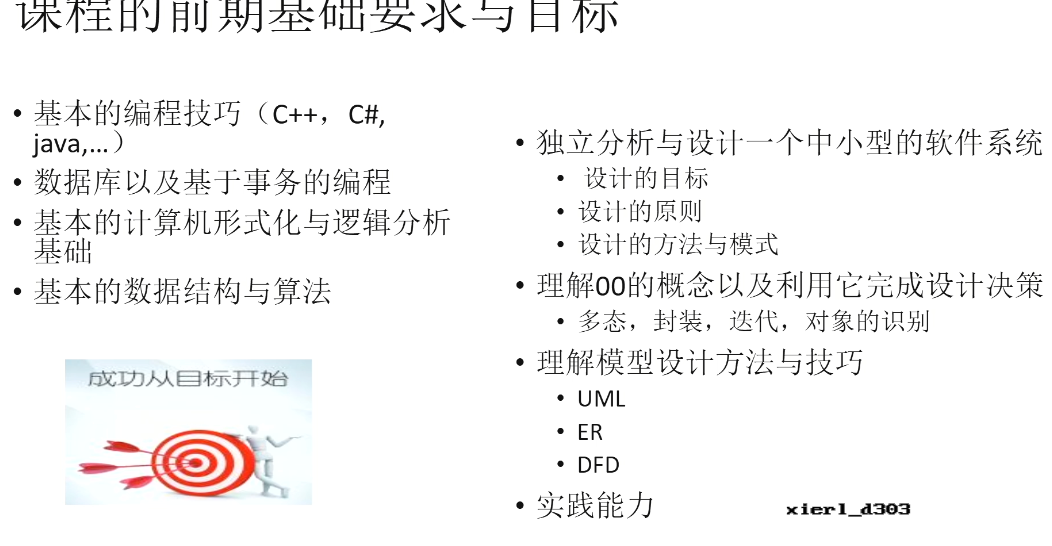 课程的前期基础要求与目标
• 基本的编程技巧（C++，C#,
java,…）
• 数据库以及基于事务的编程
• 基本的计算机形式化与逻辑分析
基础
• 基本的数据结构与算法
成功从目标开始
• 独立分析与设计一个中小型的软件系统
• 设计的目标
• 设计的原则
• 设计的方法与模式
• 理解OO的概念以及利用它完成设计决策
• 多态，封装，迭代，对象的识别
• 理解模型设计方法与技巧
• UML
• ER
• DFD
• 实践能力
xierl_d303